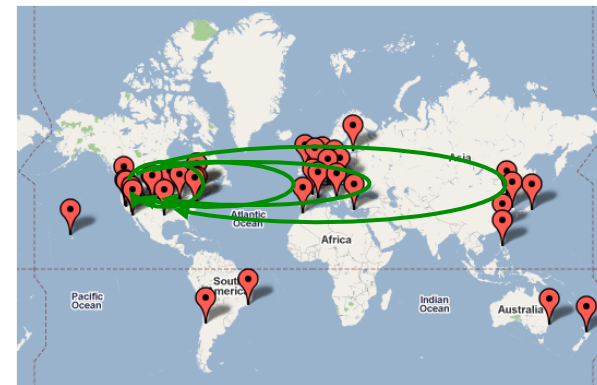 Asia
Atlantic
Ocean
Africa
South
America
Pacific
Ocean
Indian
Ocean
Australia